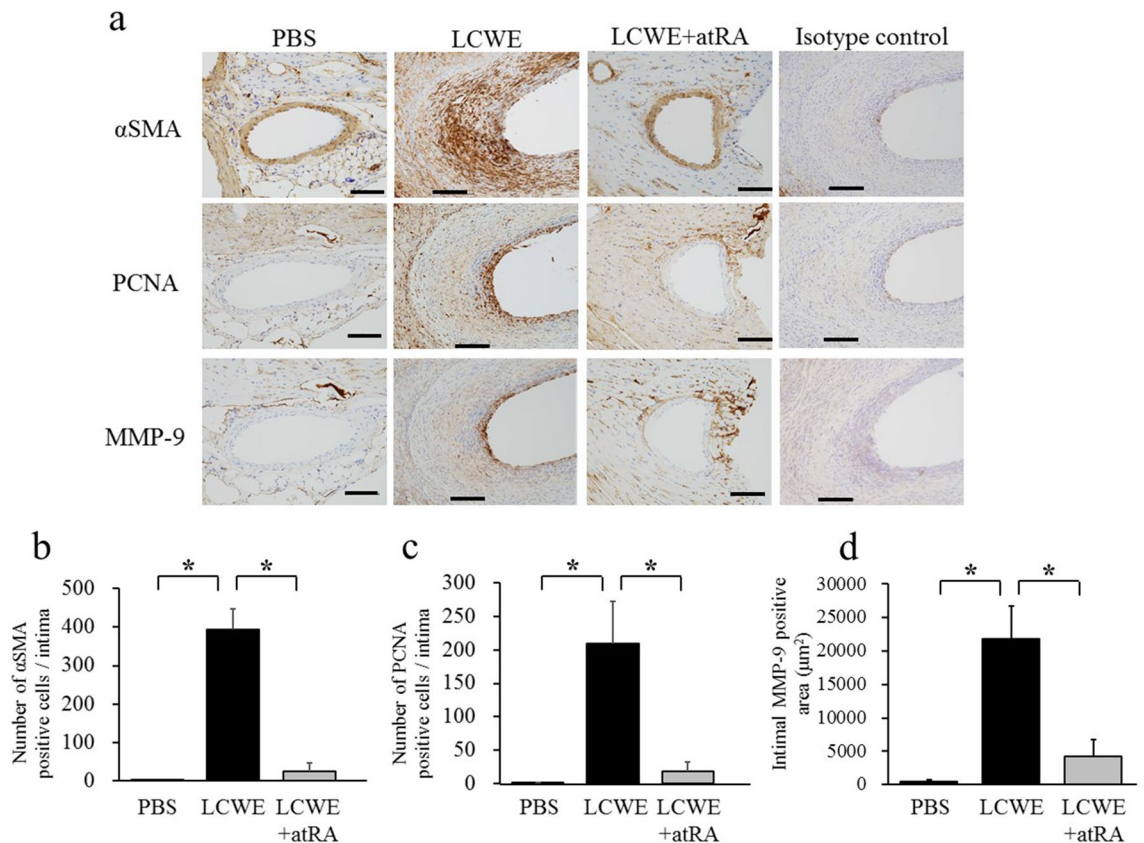 a
PBS
LCWE
LCWE+atRA
Isotype control
αSMA
PCNA
MMP-9
b
*
*
Number of αSMA
positive cells / intima
500
400
300
200
100
0
PBS
LCWE
LCWE
+atRA
c
*
*
Number of PCNA
positive cells / intima
300
250
200
150
100
50
0
PBS
LCWE
LCWE
+atRA
d
*
*
Intimal MMP-9 positive
area (μm²)
30000
25000
20000
15000
10000
5000
0
PBS
LCWE
LCWE
+atRA